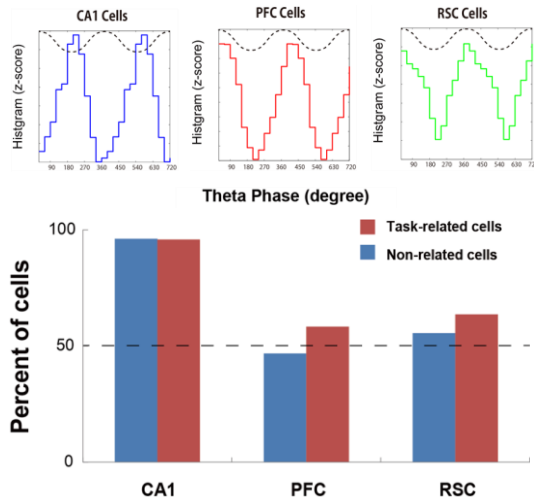 CA1 Cells
PFC Cells
RSC Cells
Histgram (z-score)
Histgram (z-score)
Histgram (z-score)
90 180 270 360 450 540 630 720
90 180 270 360 450 540 630 720
90 180 270 360 450 540 630 720
Theta Phase (degree)
Percent of cells
100
50
0
Task-related cells
Non-related cells
CA1 PFC RSC